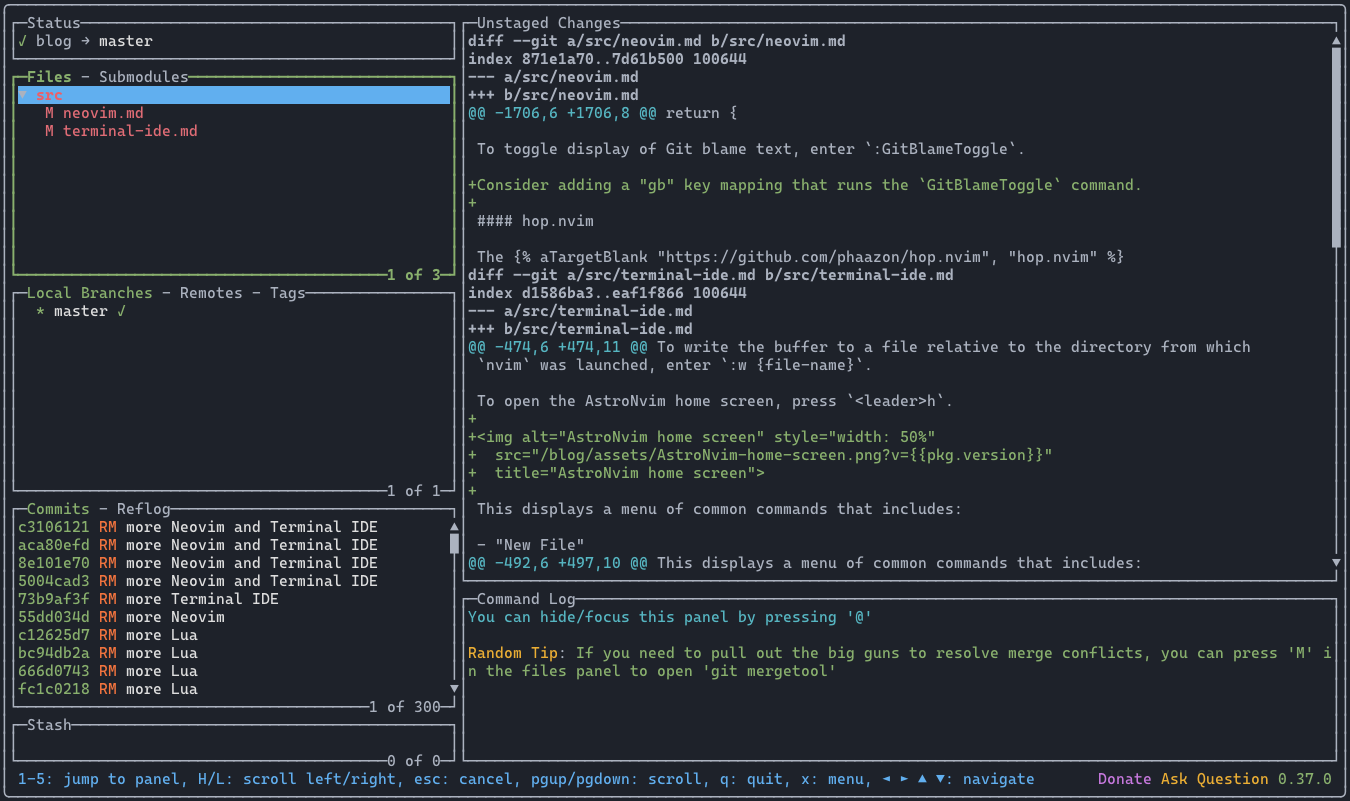 Status
✓ blog → master
Files – Submodules
▼ src
M neovim.md
M terminal-ide.md
1 of 3
Local Branches – Remotes – Tags
* master ✓
1 of 1
Commits – Reflog
c3106121 RM more Neovim and Terminal IDE
aca80efd RM more Neovim and Terminal IDE
8e101e70 RM more Neovim and Terminal IDE
5004cad3 RM more Neovim and Terminal IDE
73b9af3f RM more Terminal IDE
55dd034d RM more Neovim
c12625d7 RM more Lua
bc94db2a RM more Lua
666d0743 RM more Lua
fc1c0218 RM more Lua
1 of 300
Stash
0 of 0
Unstaged Changes
diff --git a/src/neovim.md b/src/neovim.md
index 871e1a70..7d61b500 100644
--- a/src/neovim.md
+++ b/src/neovim.md
@@ -1706,6 +1706,8 @@ return {
To toggle display of Git blame text, enter `:GitBlameToggle`.
+Consider adding a "gb" key mapping that runs the `GitBlameToggle` command.
+
#### hop.nvim
The {% aTargetBlank "https://github.com/phaazon/hop.nvim", "hop.nvim" %}
diff --git a/src/terminal-ide.md b/src/terminal-ide.md
index d1586ba3..eaf1f866 100644
--- a/src/terminal-ide.md
+++ b/src/terminal-ide.md
@@ -474,6 +474,11 @@ To write the buffer to a file relative to the directory from which
`nvim` was launched, enter `:w {file-name}`.
To open the AstroNvim home screen, press `<leader>h`.
+
+<img alt="AstroNvim home screen" style="width: 50%"
+  src="/blog/assets/AstroNvim-home-screen.png?v={{pkg.version}}"
+  title="AstroNvim home screen">
+
This displays a menu of common commands that includes:
- "New File"
@@ -492,6 +497,10 @@ This displays a menu of common commands that includes:
Command Log
You can hide/focus this panel by pressing '@'
Random Tip: If you need to pull out the big guns to resolve merge conflicts, you can press 'M' i
n the files panel to open 'git mergetool'
1-5: jump to panel, H/L: scroll left/right, esc: cancel, pgup/pgdown: scroll, q: quit, x: menu, ◄ ► ▲ ▼: navigate
Donate Ask Question 0.37.0